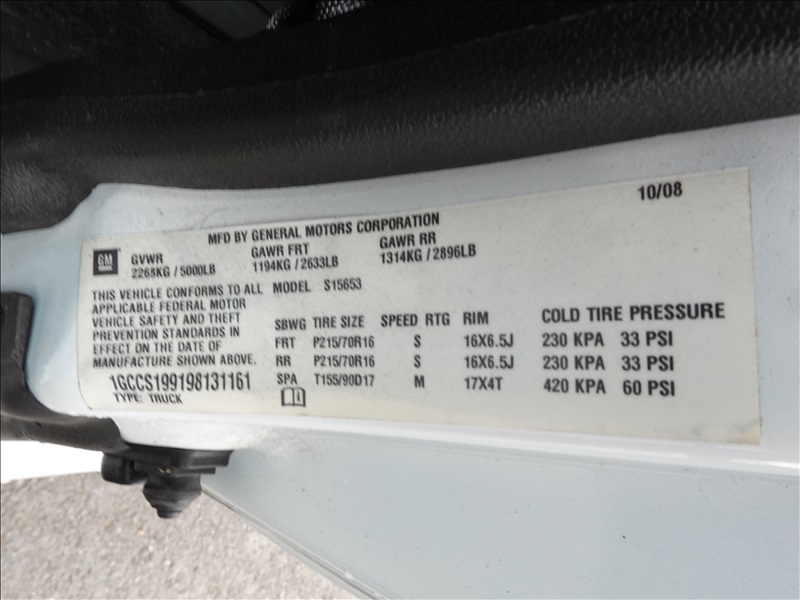 10/08
MFD BY GENERAL MOTORS CORPORATION
GM
GVWR GAWR FRT GAWR RR
2268KG / 5000LB 1194KG / 2633LB 1314KG / 2896LB
THIS VEHICLE CONFORMS TO ALL MODEL S15653
APPLICABLE FEDERAL MOTOR
VEHICLE SAFETY AND THEFT
PREVENTION STANDARDS IN
EFFECT ON THE DATE OF
MANUFACTURE SHOWN ABOVE.
1GCCS199198131161
TYPE: TRUCK
SBWG TIRE SIZE SPEED RTG RIM COLD TIRE PRESSURE
FRT P215/70R16 S 16X6.5J 230 KPA 33 PSI
RR P215/70R16 S 16X6.5J 230 KPA 33 PSI
SPA T155/90D17 M 17X4T 420 KPA 60 PSI